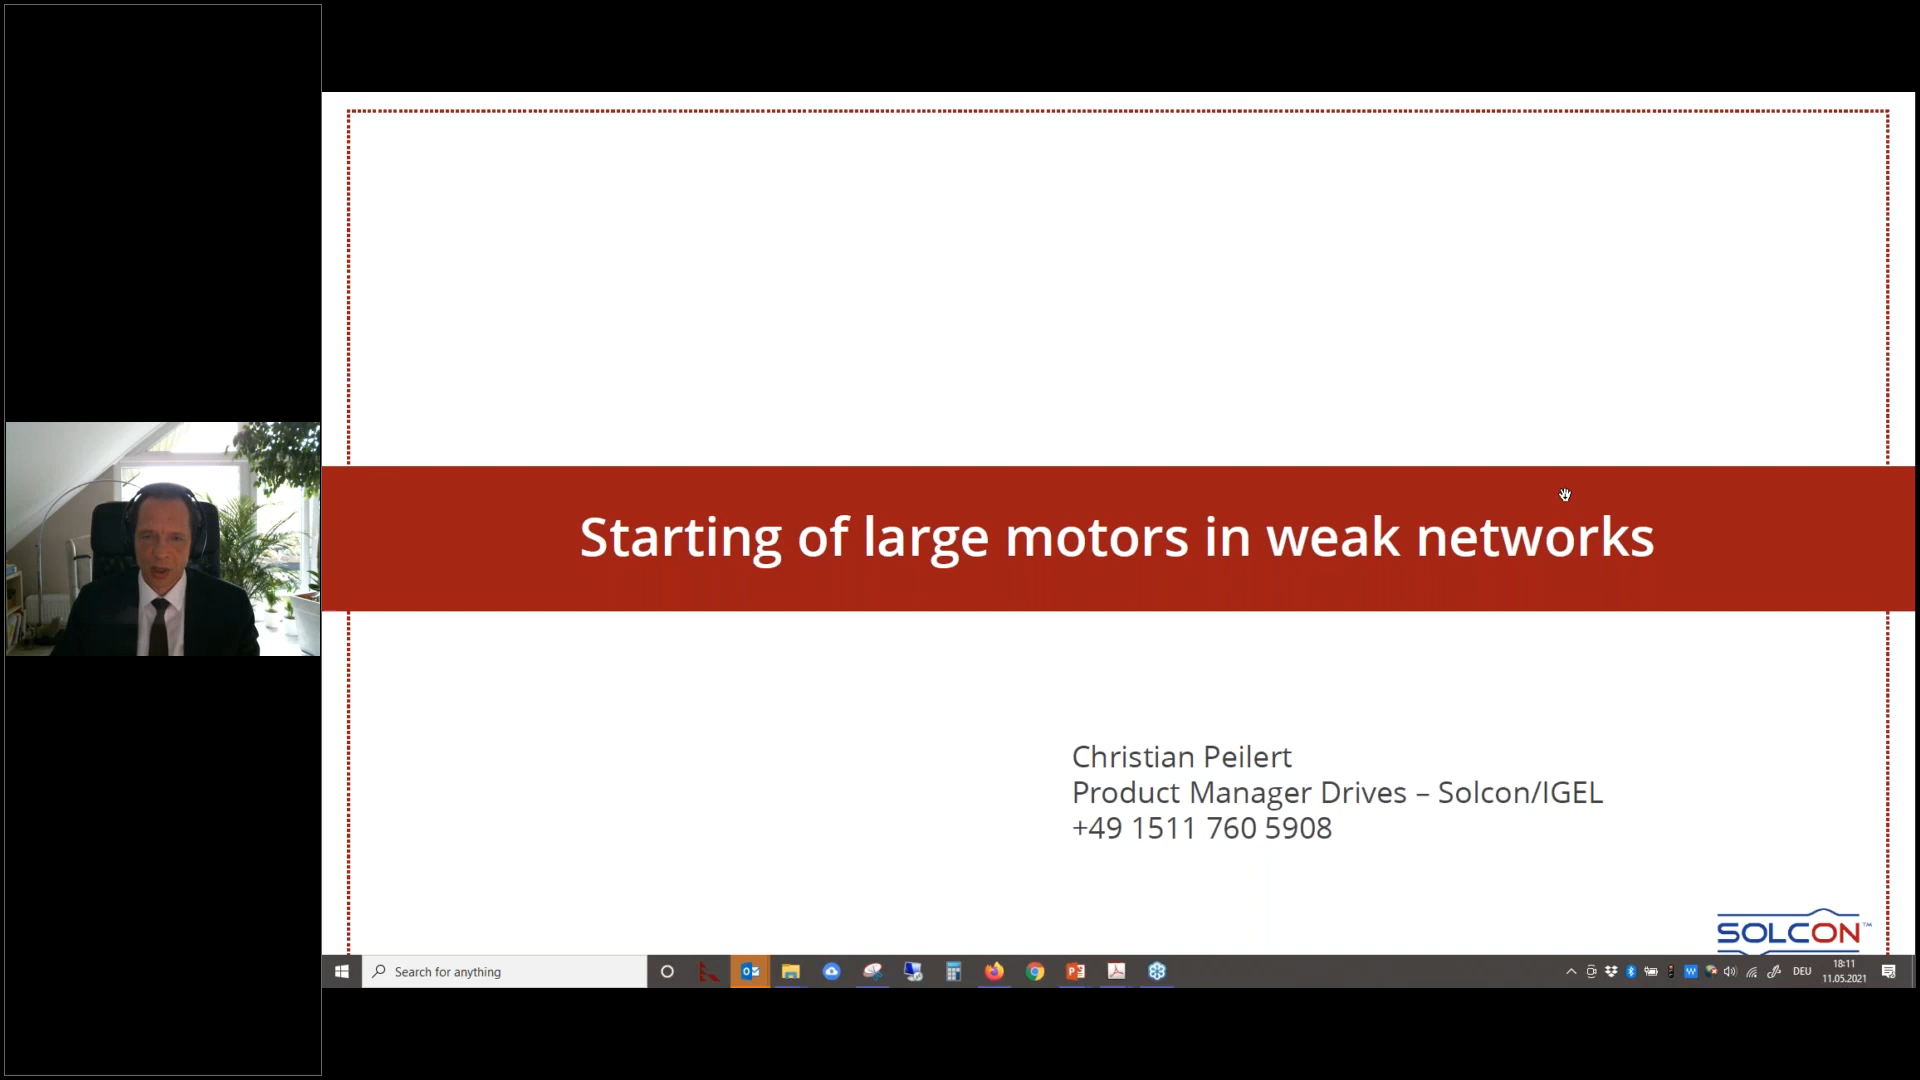 Starting of large motors in weak networks
Christian Peilert
Product Manager Drives – Solcon/IGEL
+49 1511 760 5908
SOLCON™
Search for anything
DEU
18:11
11.05.2021